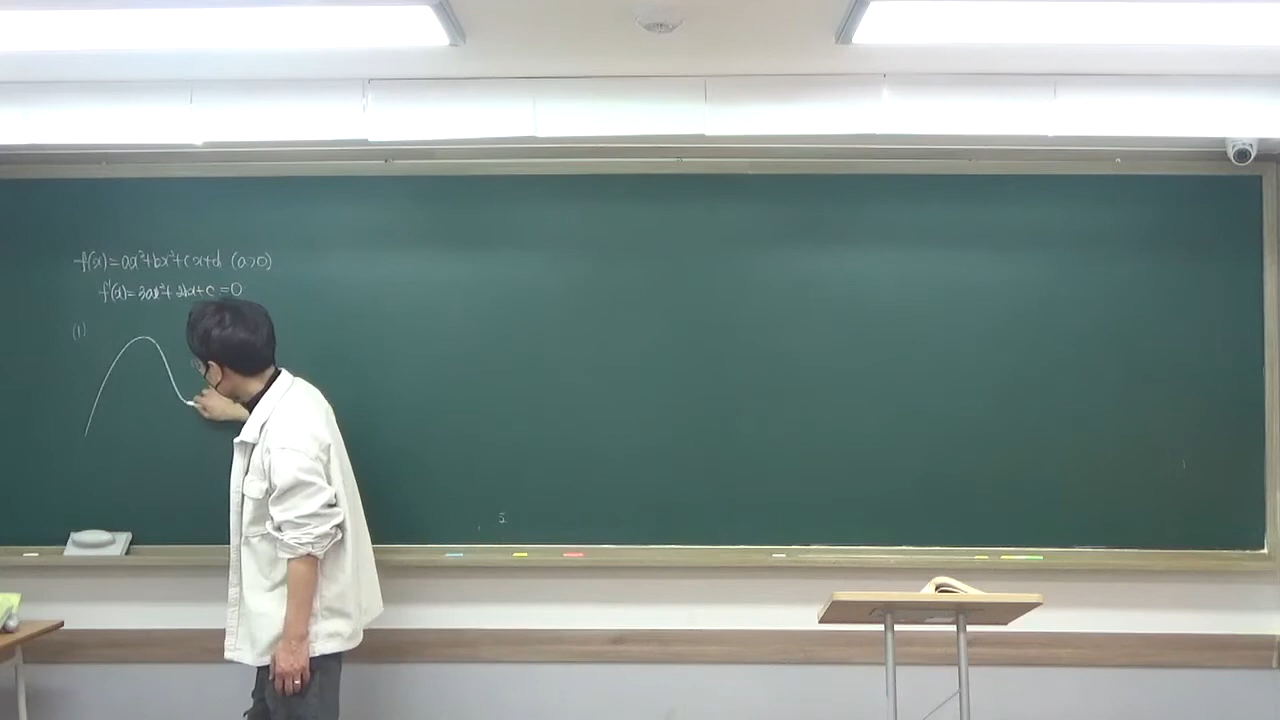 f(x)=ax³+bx²+cx+d (a>0)
f'(x)=3ax²+2bx+c=0
(1)